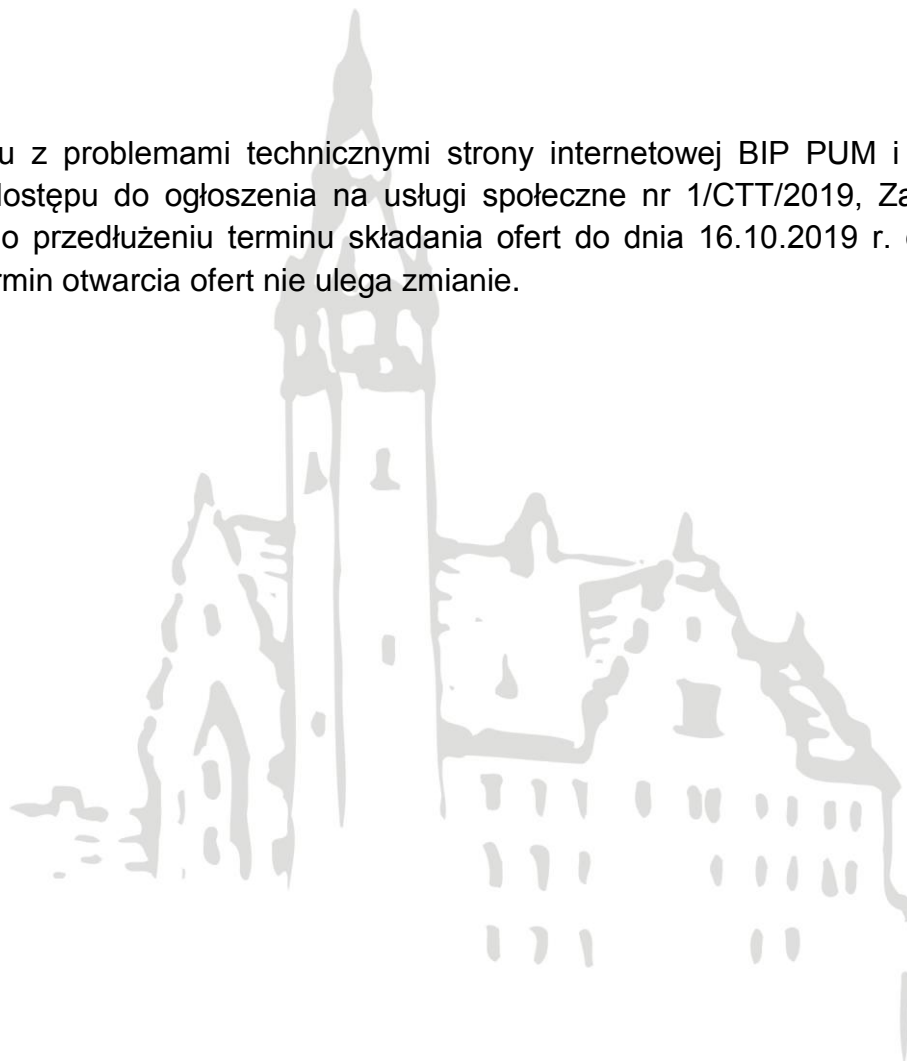 u z problemami technicznymi strony internetowej BIP PUM i
dostępu do ogłoszenia na usługi społeczne nr 1/CTT/2019, Za
o przedłużeniu terminu składania ofert do dnia 16.10.2019 r.
rmin otwarcia ofert nie ulega zmianie.